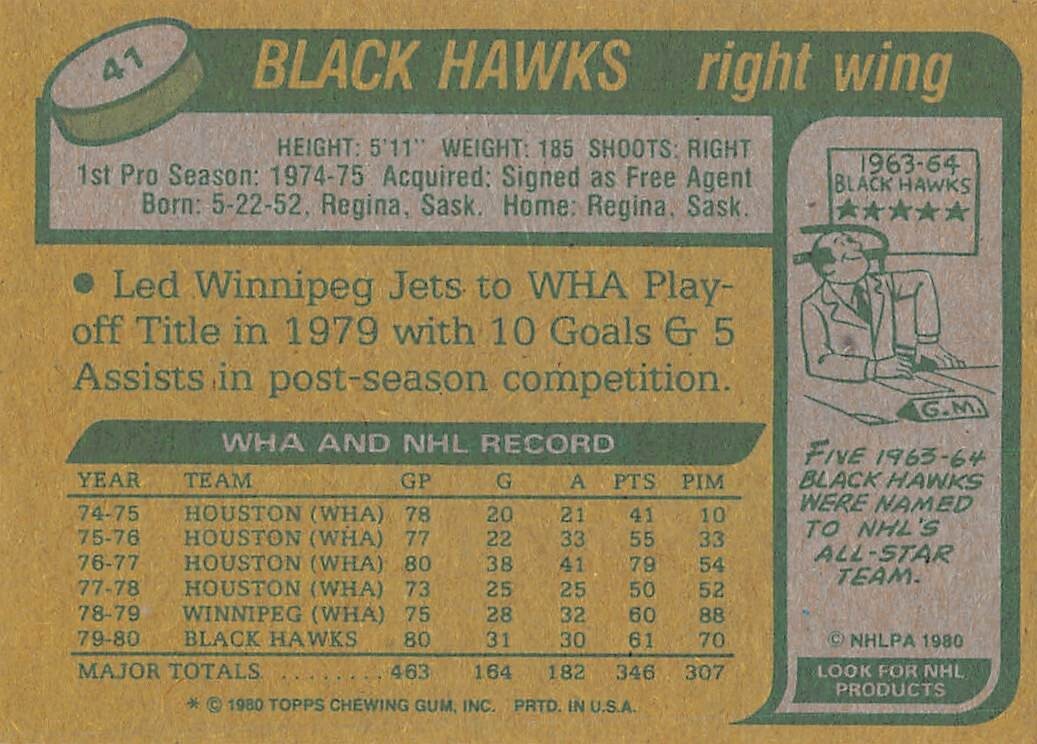 41
BLACK HAWKS right wing
HEIGHT: 5'11" WEIGHT: 185 SHOOTS: RIGHT
1st Pro Season: 1974-75 Acquired: Signed as Free Agent
Born: 5-22-52, Regina, Sask. Home: Regina, Sask.
● Led Winnipeg Jets to WHA Play-
off Title in 1979 with 10 Goals & 5
Assists in post-season competition.
WHA AND NHL RECORD
YEAR TEAM GP G A PTS PIM
74-75 HOUSTON (WHA) 78 20 21 41 10
75-76 HOUSTON (WHA) 77 22 33 55 33
76-77 HOUSTON (WHA) 80 38 41 79 54
77-78 HOUSTON (WHA) 73 25 25 50 52
78-79 WINNIPEG (WHA) 75 28 32 60 88
79-80 BLACK HAWKS 80 31 30 61 70
MAJOR TOTALS ........ 463 164 182 346 307
* © 1980 TOPPS CHEWING GUM, INC. PRTD. IN U.S.A.
1963-64
BLACK HAWKS
★★★★★
G.M.
FIVE 1963-64
BLACK HAWKS
WERE NAMED
TO NHL'S
ALL-STAR
TEAM.
© NHLPA 1980
LOOK FOR NHL
PRODUCTS